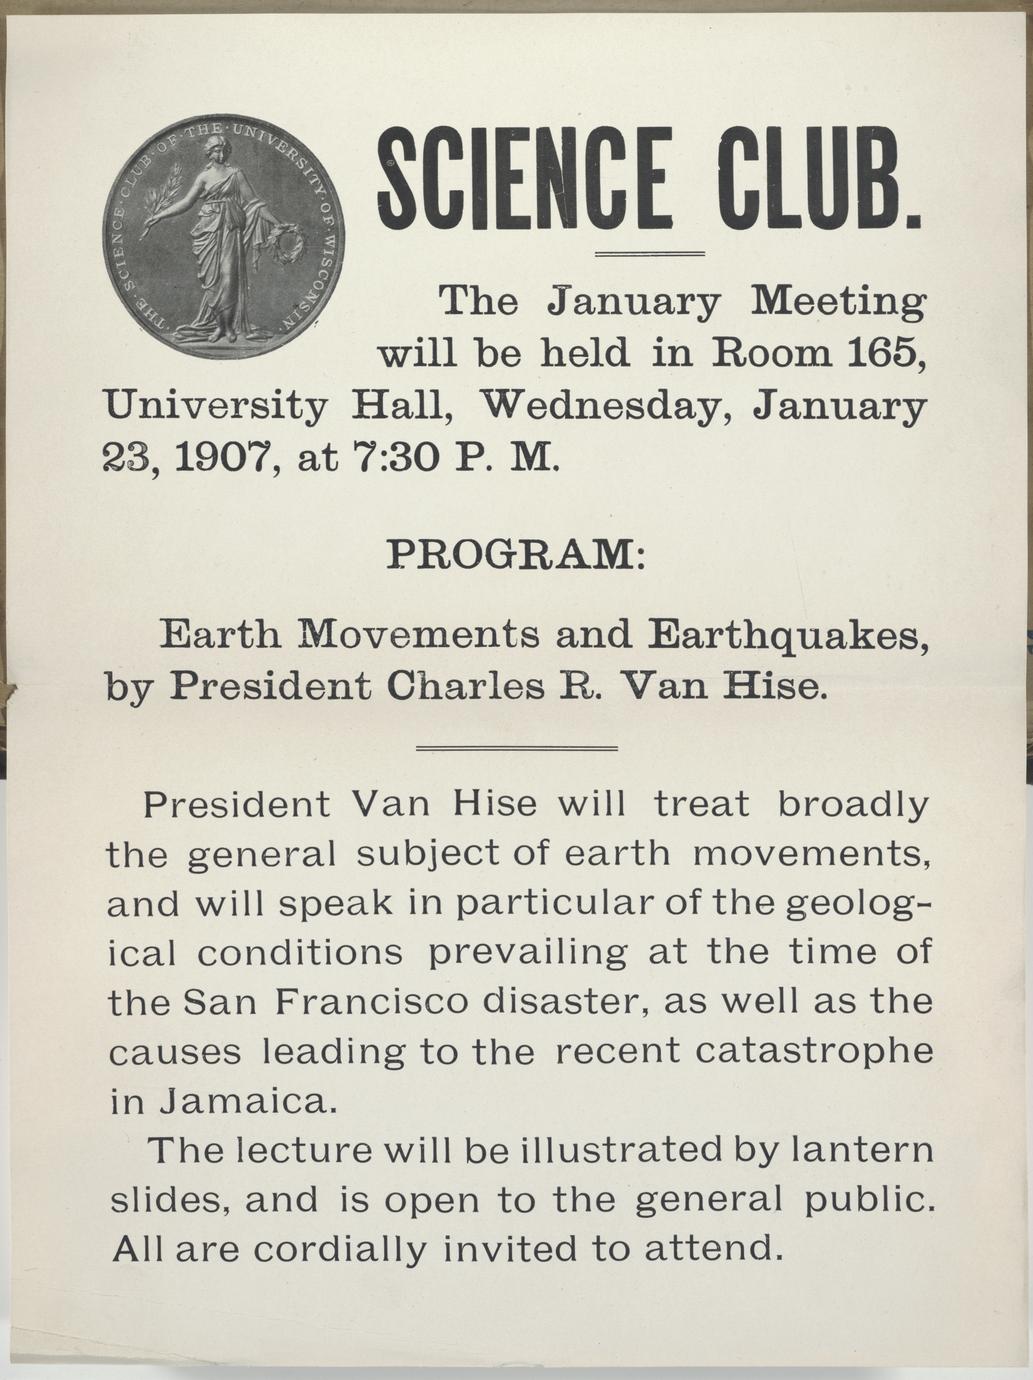 THE · SCIENCE · CLUB · OF · THE · UNIVERSITY · OF · WISCONSIN ·
SCIENCE CLUB.
The January Meeting
will be held in Room 165,
University Hall, Wednesday, January
23, 1907, at 7:30 P. M.
PROGRAM:
Earth Movements and Earthquakes,
by President Charles R. Van Hise.
President Van Hise will treat broadly
the general subject of earth movements,
and will speak in particular of the geolog-
ical conditions prevailing at the time of
the San Francisco disaster, as well as the
causes leading to the recent catastrophe
in Jamaica.
The lecture will be illustrated by lantern
slides, and is open to the general public.
All are cordially invited to attend.